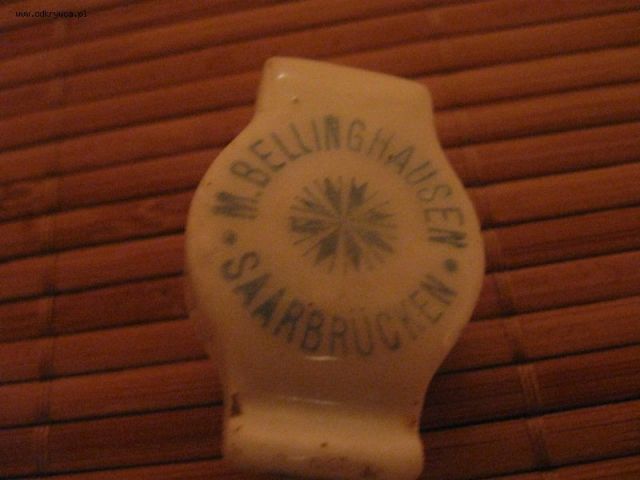 www.odkrywca.pl
M. BELLINGHAUSEN
* SAARBRÜCKEN *